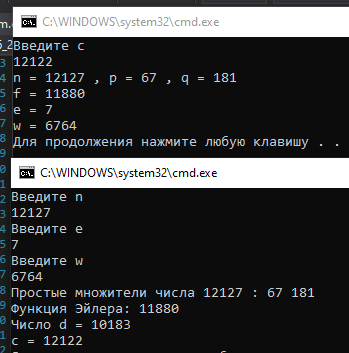 C:\WINDOWS\system32\cmd.exe
Введите c
12122
n = 12127 , p = 67 , q = 181
f = 11880
e = 7
w = 6764
Для продолжения нажмите любую клавишу . .
C:\WINDOWS\system32\cmd.exe
Введите n
12127
Введите e
7
Введите w
6764
Простые множители числа 12127 : 67 181
Функция Эйлера: 11880
Число d = 10183
c = 12122